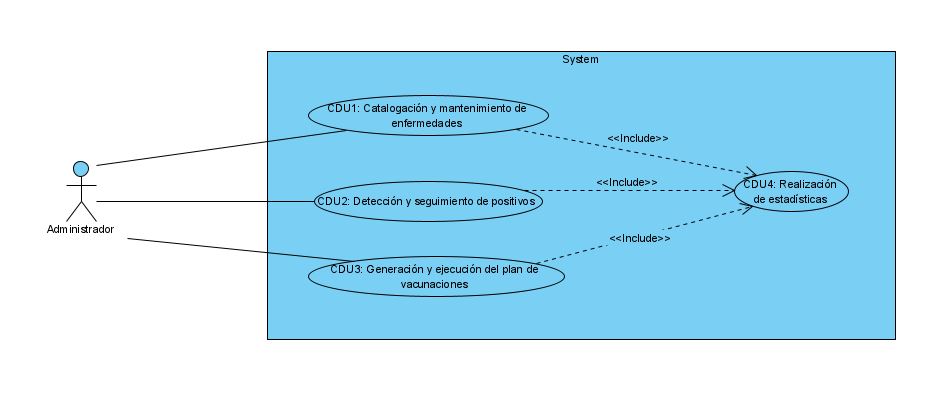 System
CDU1: Catalogación y mantenimiento de
enfermedades
<<Include>>
CDU2: Detección y seguimiento de positivos
<<Include>>
CDU4: Realización
de estadísticas
Administrador
<<Include>>
CDU3: Generación y ejecución del plan de
vacunaciones